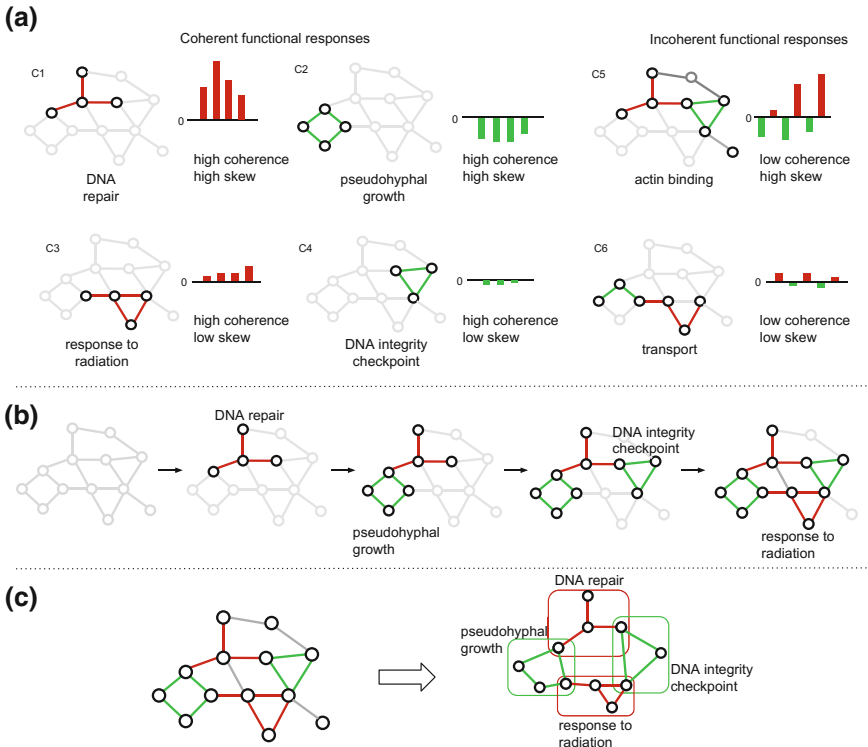 (a)
Coherent functional responses
Incoherent functional responses
C1
0
DNA
repair
high coherence
high skew
C2
pseudohyphal
growth
0
high coherence
high skew
C5
actin binding
0
low coherence
high skew
C3
response to
radiation
0
high coherence
low skew
C4
DNA integrity
checkpoint
0
high coherence
low skew
C6
transport
0
low coherence
low skew
(b)
DNA repair
pseudohyphal
growth
DNA integrity
checkpoint
response to
radiation
(c)
DNA repair
pseudohyphal
growth
DNA integrity
checkpoint
response to
radiation